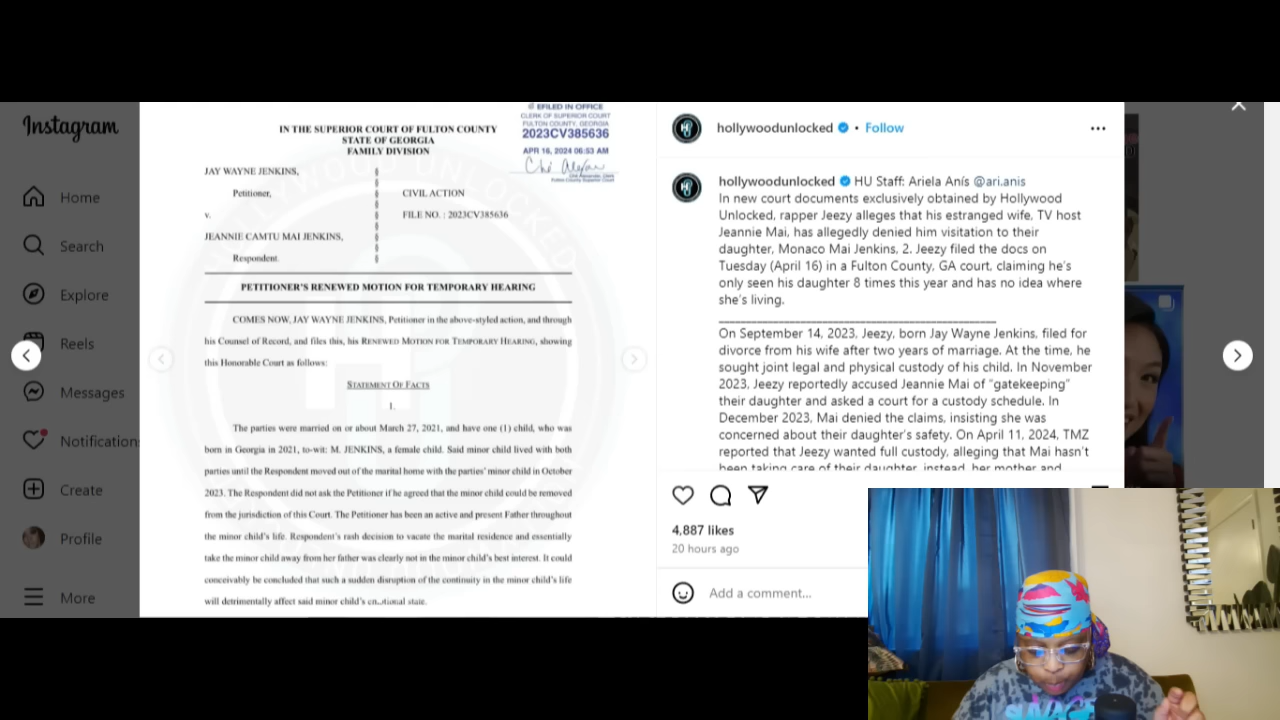 Instagram
Home
Search
Explore
Reels
Messages
Notifications
Create
Profile
More
EFILED IN OFFICE
CLERK OF SUPERIOR COURT
FULTON COUNTY, GEORGIA
2023CV385636
APR 16, 2024 06:53 AM
IN THE SUPERIOR COURT OF FULTON COUNTY
STATE OF GEORGIA
FAMILY DIVISION
JAY WAYNE JENKINS,
Petitioner,
v.
JEANNIE CAMTU MAI JENKINS,
Respondent.
CIVIL ACTION
FILE NO. : 2023CV385636
PETITIONER'S RENEWED MOTION FOR TEMPORARY HEARING
COMES NOW, JAY WAYNE JENKINS, Petitioner in the above-styled action, and through
his Counsel of Record, and files this, his RENEWED MOTION FOR TEMPORARY HEARING, showing
this Honorable Court as follows:
STATEMENT OF FACTS
1.
The parties were married on or about March 27, 2021, and have one (1) child, who was
born in Georgia in 2021, to-wit: M. JENKINS, a female child. Said minor child lived with both
parties until the Respondent moved out of the marital home with the parties' minor child in October
2023. The Respondent did not ask the Petitioner if he agreed that the minor child could be removed
from the jurisdiction of this Court. The Petitioner has been an active and present Father throughout
the minor child's life. Respondent's rash decision to vacate the marital residence and essentially
take the minor child away from her father was clearly not in the minor child's best interest. It could
conceivably be concluded that such a sudden disruption of the continuity in the minor child's life
will detrimentally affect said minor child's emotional state.
hollywoodunlocked • Follow
hollywoodunlocked HU Staff: Ariela Anís @ari.anis
In new court documents exclusively obtained by Hollywood
Unlocked, rapper Jeezy alleges that his estranged wife, TV host
Jeannie Mai, has allegedly denied him visitation to their
daughter, Monaco Mai Jenkins, 2. Jeezy filed the docs on
Tuesday (April 16) in a Fulton County, GA court, claiming he's
only seen his daughter 8 times this year and has no idea where
she's living.
On September 14, 2023, Jeezy, born Jay Wayne Jenkins, filed for
divorce from his wife after two years of marriage. At the time, he
sought joint legal and physical custody of his child. In November
2023, Jeezy reportedly accused Jeannie Mai of "gatekeeping"
their daughter and asked a court for a custody schedule. In
December 2023, Mai denied the claims, insisting she was
concerned about their daughter's safety. On April 11, 2024, TMZ
reported that Jeezy wanted full custody, alleging that Mai hasn't
been taking care of their daughter, instead, her mother and
4,887 likes
20 hours ago
Add a comment...